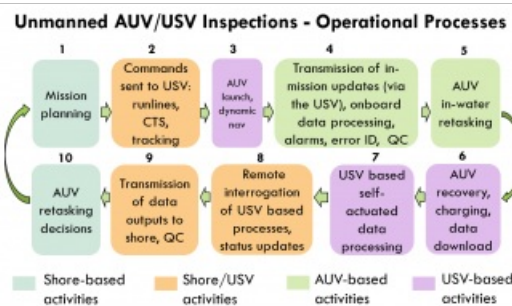 Unmanned AUV/USV Inspections - Operational Processes
1
2
3
4
5
Mission
planning
Commands
sent to USV:
runlines,
CTS,
tracking
AUV
launch,
dynamic
nav
Transmission of in-
mission updates (via
the USV), onboard
data processing,
alarms, error ID, QC
AUV
in-water
retasking
10
9
8
7
6
AUV
retasking
decisions
Transmission
of data
outputs to
shore, QC
Remote
interrogation
of USV based
processes,
status updates
USV based
self-
actuated
data
processing
AUV
recovery,
charging,
data
download
Shore-based
activities
Shore/USV
activities
AUV-based
activities
USV-based
activities